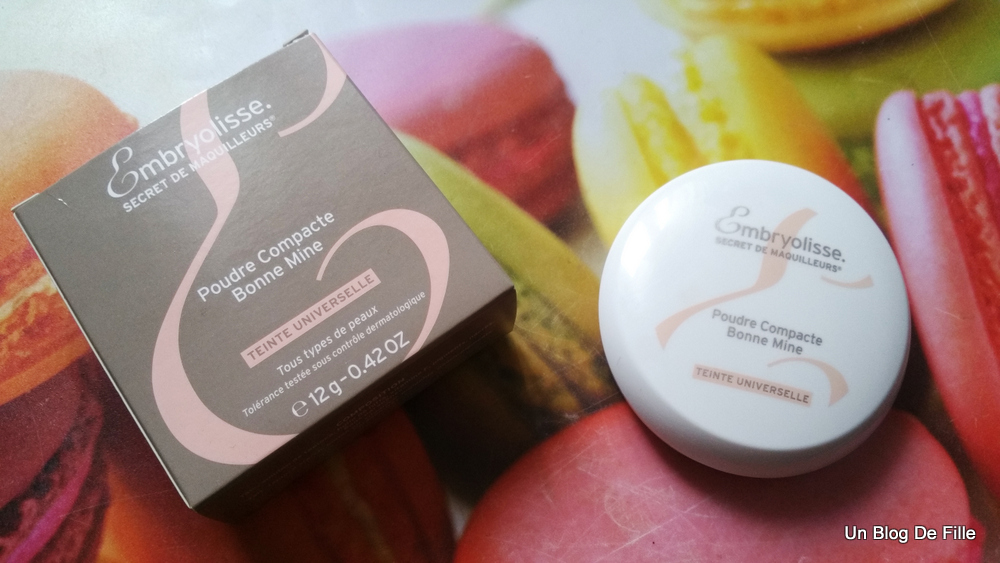 Embryolisse.
SECRET DE MAQUILLEURS®
Poudre Compacte
Bonne Mine
TEINTE UNIVERSELLE
Tous types de peaux
Tolérance testée sous contrôle dermatologique
℮ 12 g - 0.42 OZ
Embryolisse.
SECRET DE MAQUILLEURS®
Poudre Compacte
Bonne Mine
TEINTE UNIVERSELLE
Un Blog De Fille